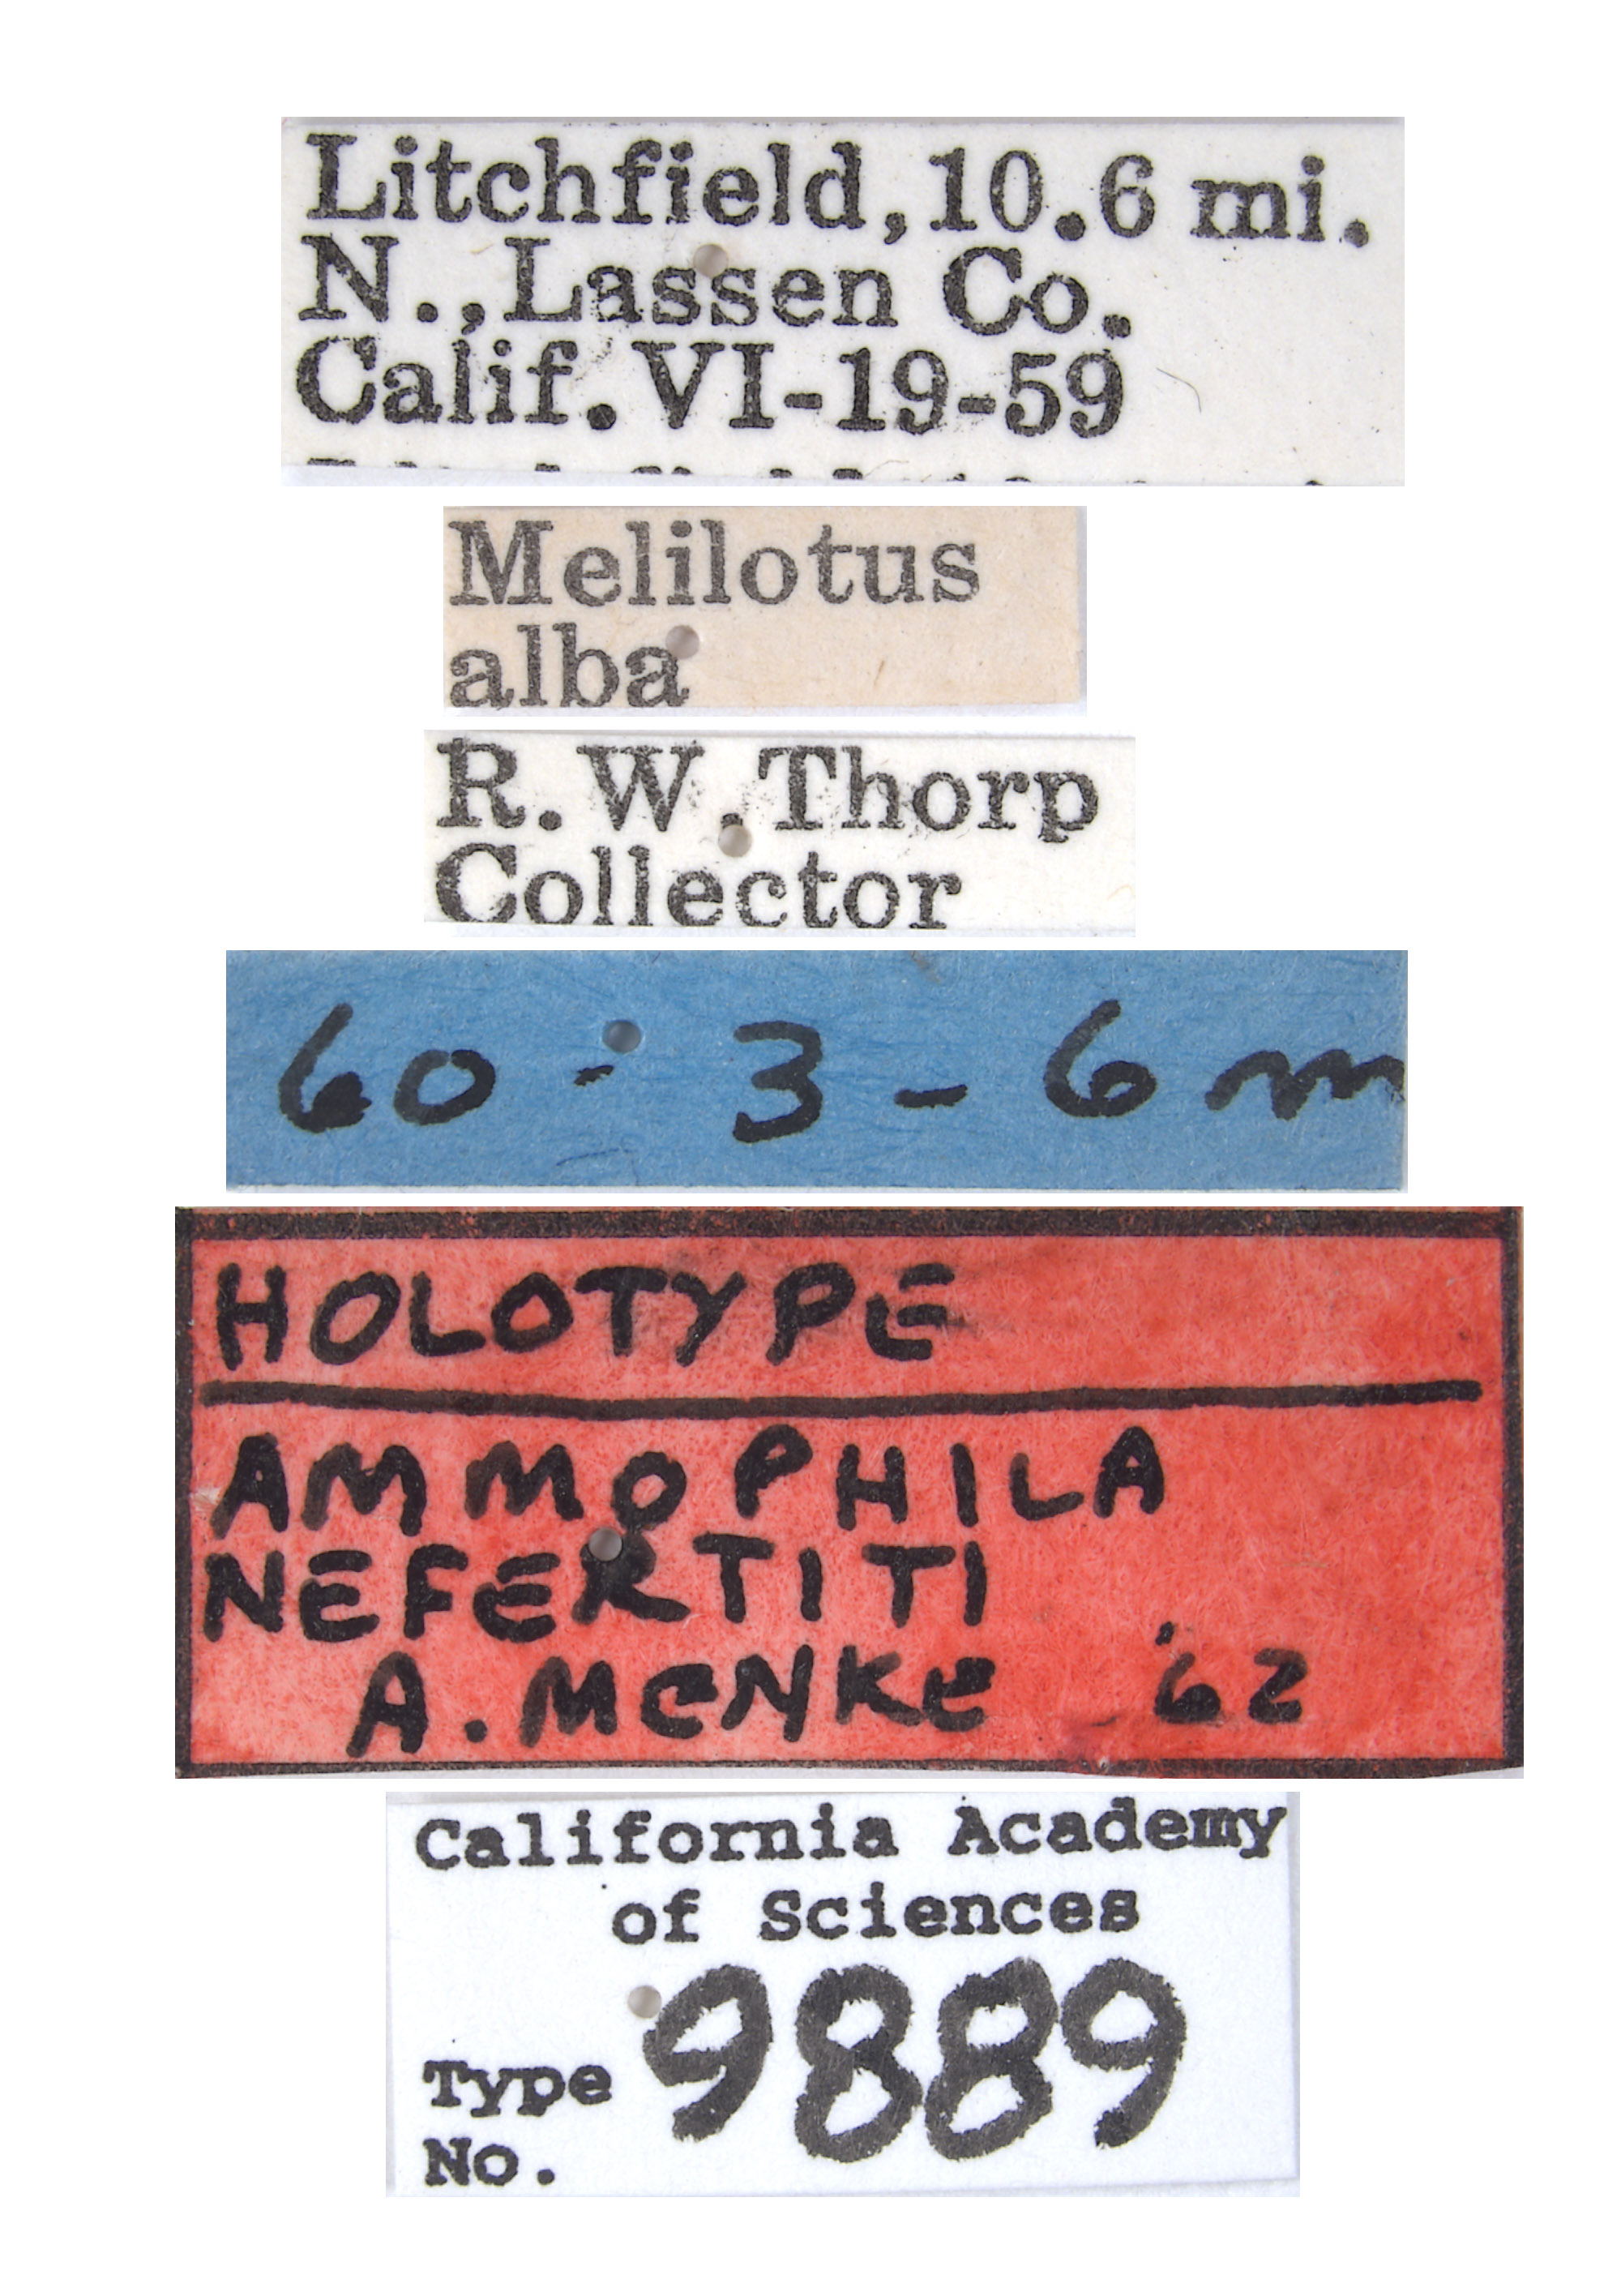 Litchfield, 10.6 mi.
N., Lassen Co.
Calif. VI-19-59
Melilotus
alba
R. W. Thorp
Collector
60 - 3 - 6 m
HOLOTYPE
AMMOPHILA
NEFERTITI
A. MENKE '62
California Academy
of Sciences
Type
No. 9889